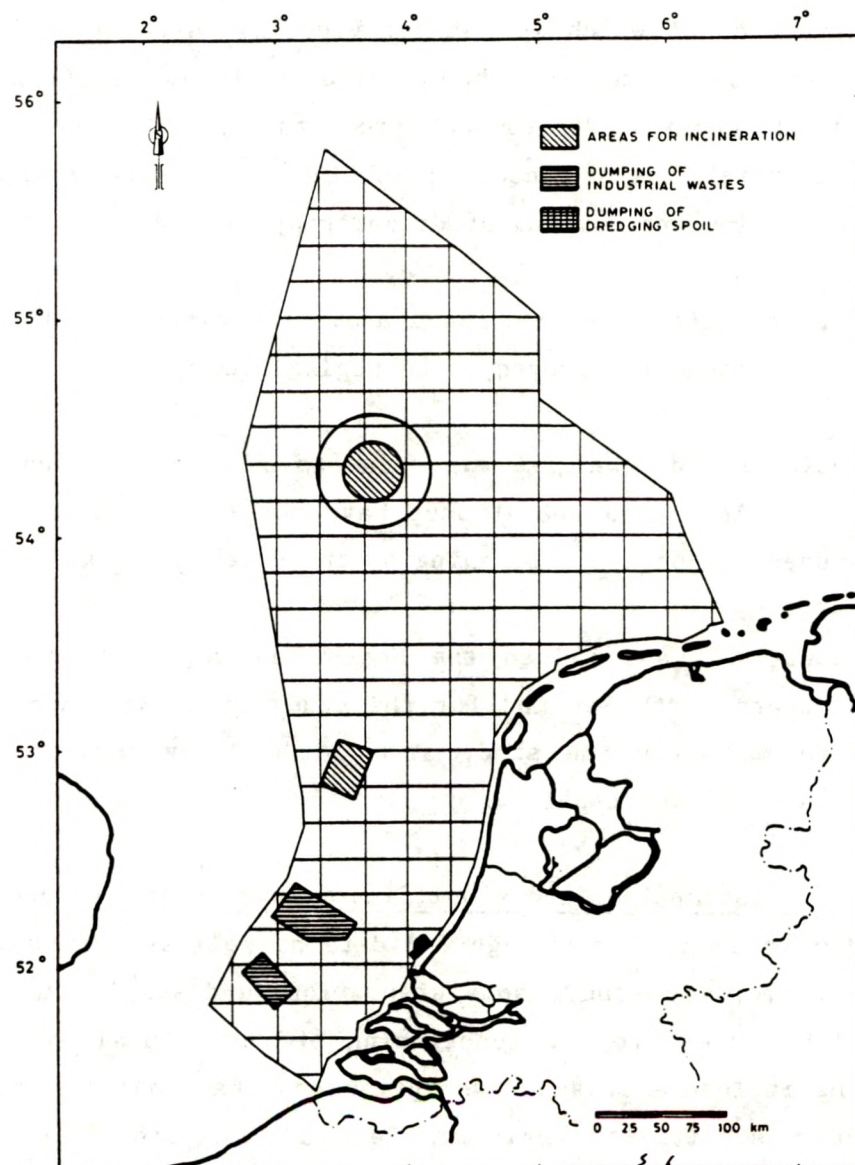 2° 3° 4° 5° 6° 7°
56°
AREAS FOR INCINERATION
DUMPING OF
INDUSTRIAL WASTES
DUMPING OF
DREDGING SPOIL
55°
54°
53°
52°
0 25 50 75 100 km